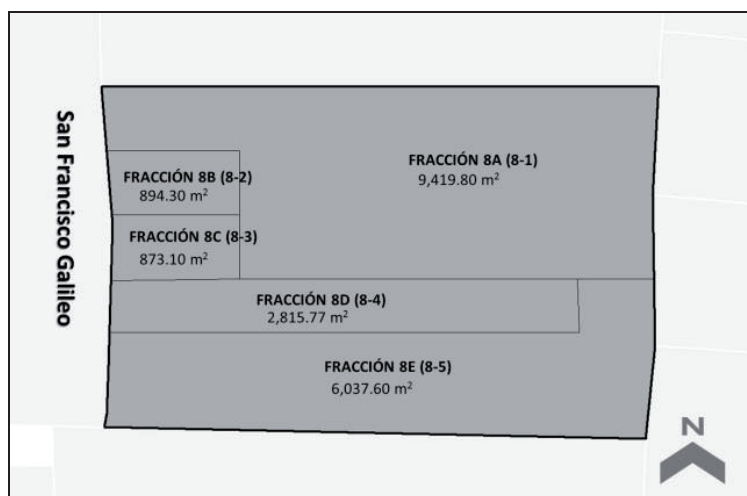 San Francisco Galileo
FRACCIÓN 8A (8-1)
9,419.80 m²
FRACCIÓN 8B (8-2)
894.30 m²
FRACCIÓN 8C (8-3)
873.10 m²
FRACCIÓN 8D (8-4)
2,815.77 m²
FRACCIÓN 8E (8-5)
6,037.60 m²
N